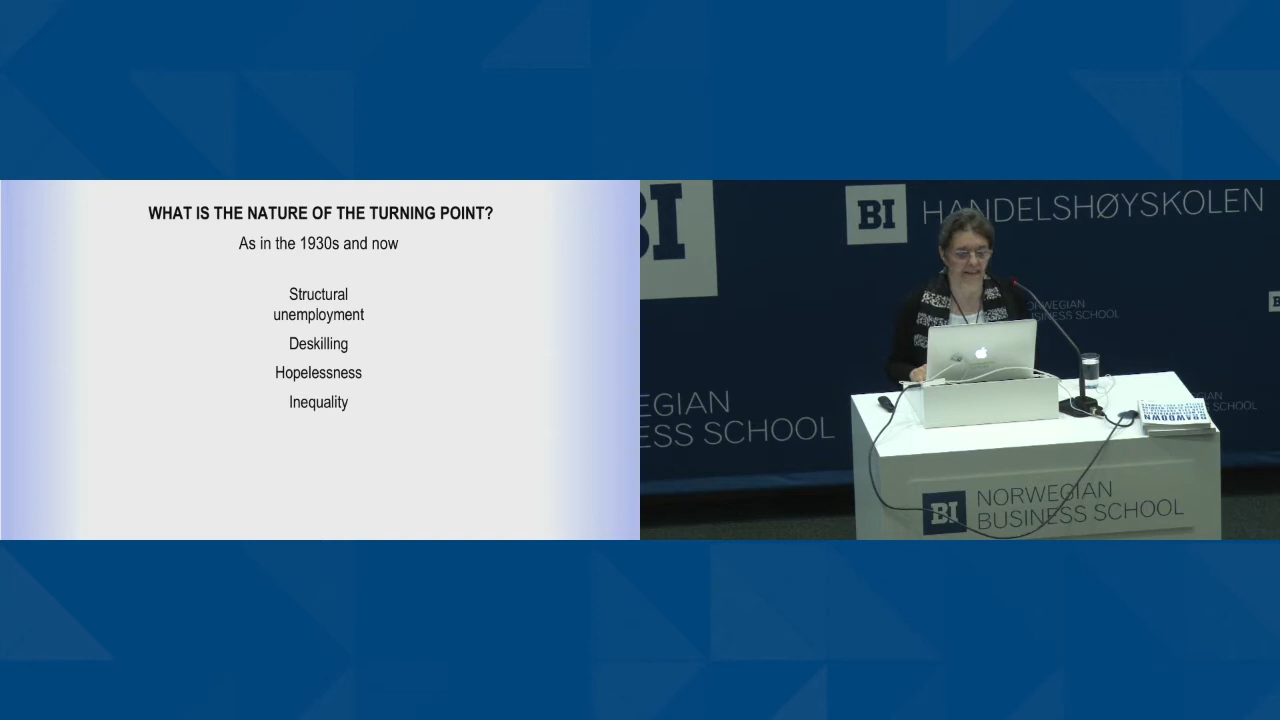 WHAT IS THE NATURE OF THE TURNING POINT?
As in the 1930s and now
Structural
unemployment
Deskilling
Hopelessness
Inequality
BI
BI
HANDELSHØYSKOLEN
NORWEGIAN
BUSINESS SCHOOL
EGIAN
ESS SCHOOL
DRAWDOWN
BI
NORWEGIAN
BUSINESS SCHOOL